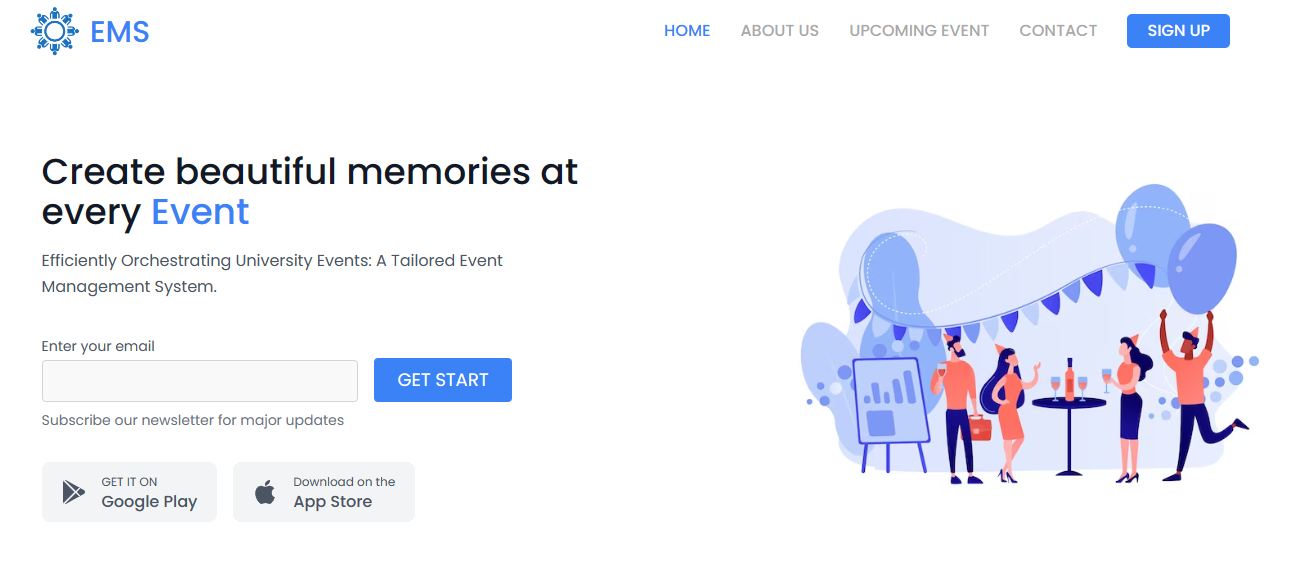 EMS
HOME ABOUT US UPCOMING EVENT CONTACT SIGN UP
Create beautiful memories at
every Event
Efficiently Orchestrating University Events: A Tailored Event
Management System.
Enter your email
GET START
Subscribe our newsletter for major updates
GET IT ON
Google Play
Download on the
App Store